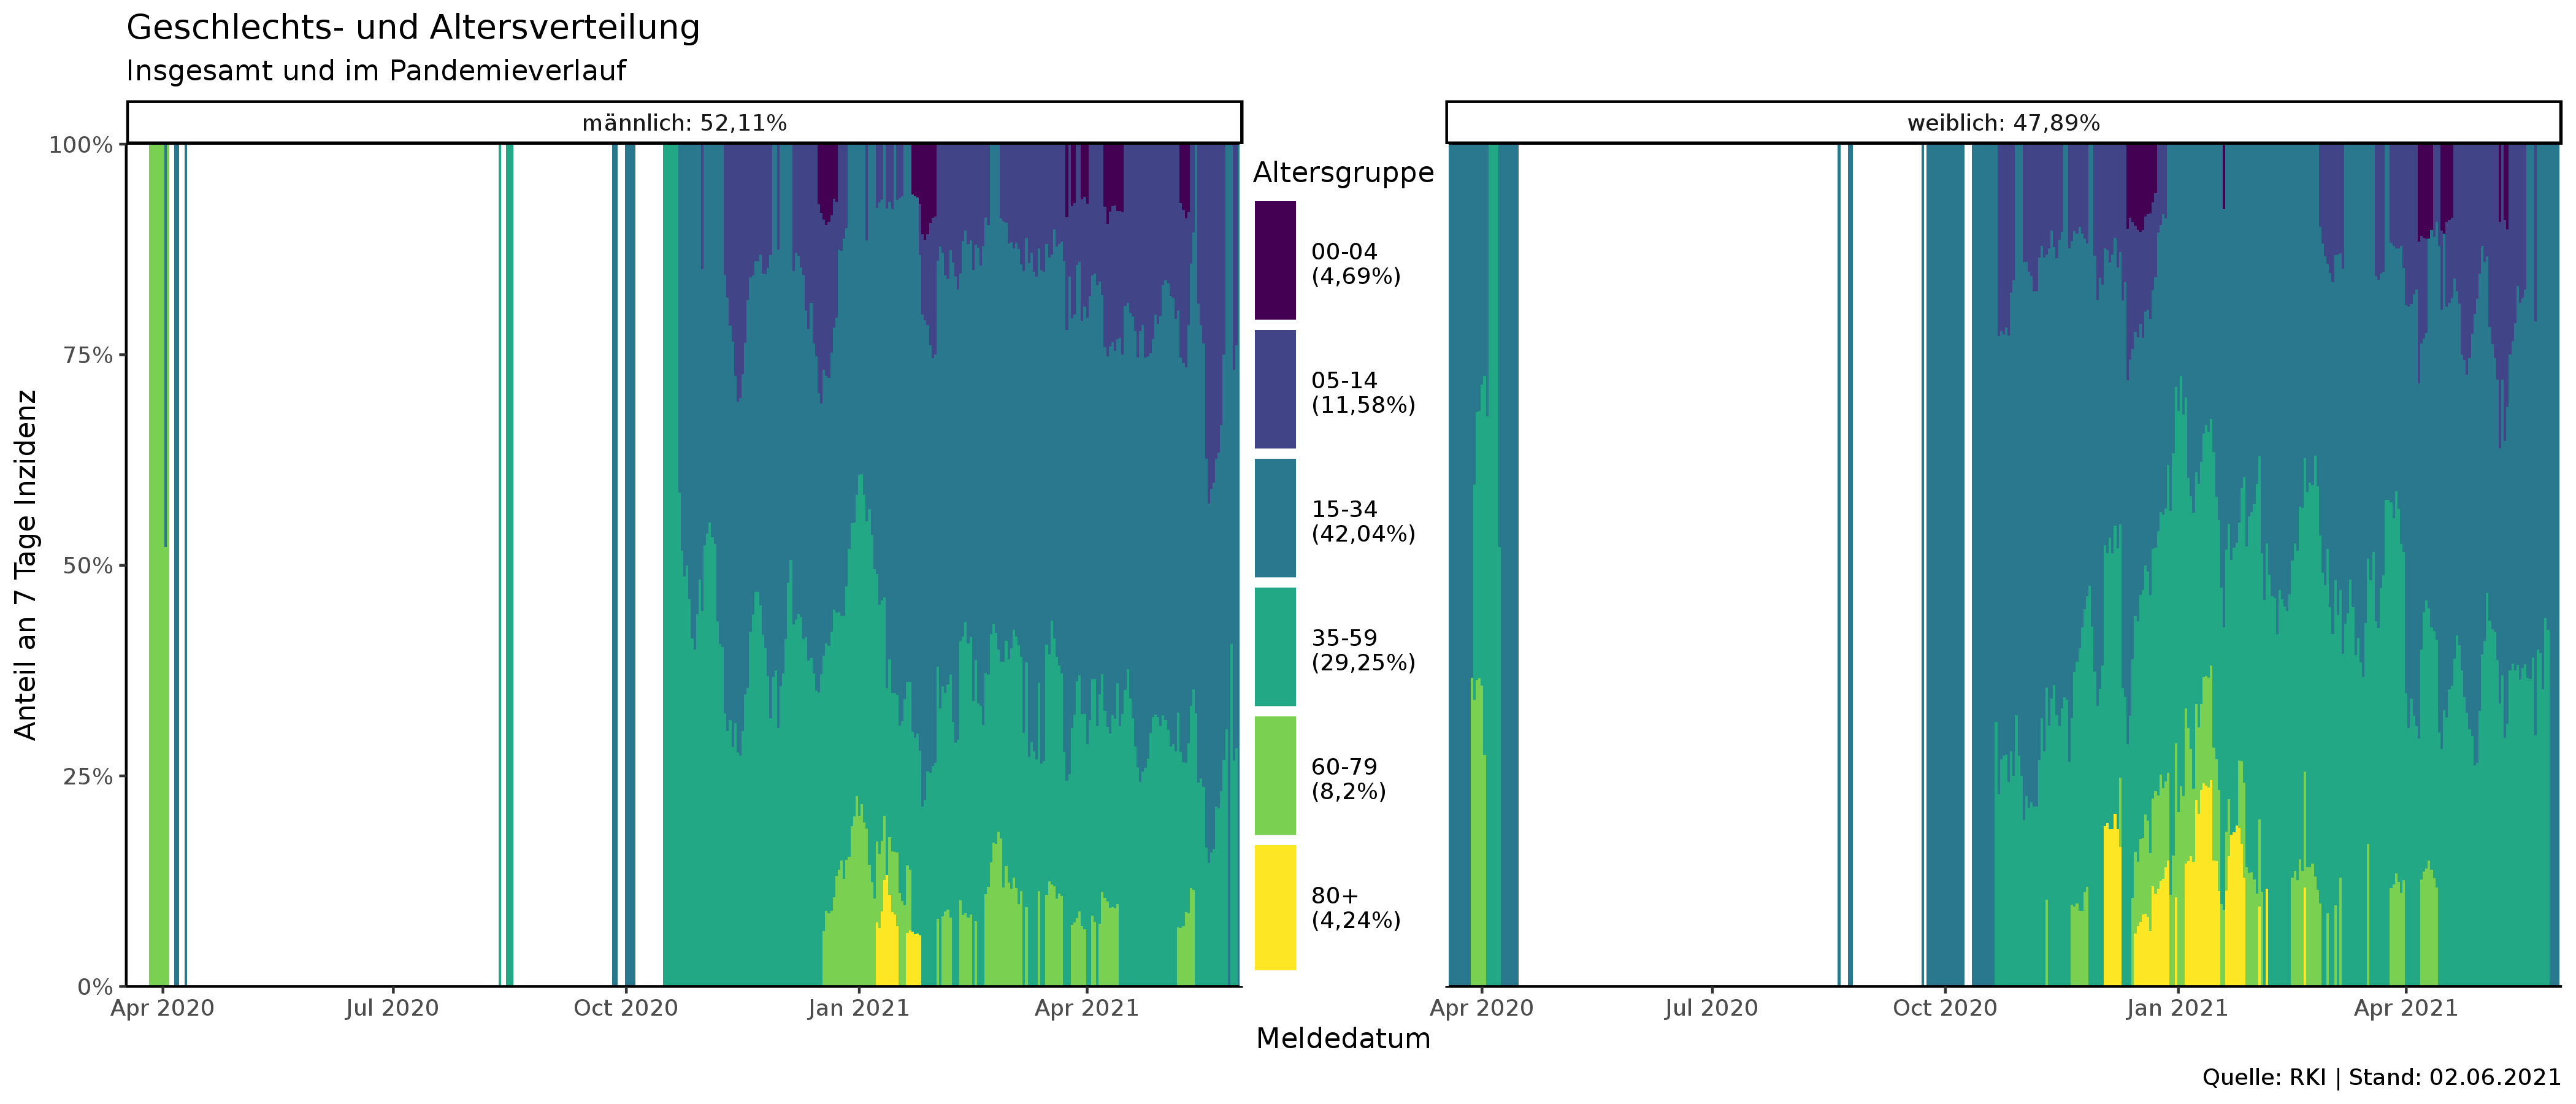 Geschlechts- und Altersverteilung
Insgesamt und im Pandemieverlauf
männlich: 52,11%
weiblich: 47,89%
Anteil an 7 Tage Inzidenz
100%
75%
50%
25%
0%
Apr 2020
Jul 2020
Oct 2020
Jan 2021
Apr 2021
Altersgruppe
00-04
(4,69%)
05-14
(11,58%)
15-34
(42,04%)
35-59
(29,25%)
60-79
(8,2%)
80+
(4,24%)
Apr 2020
Jul 2020
Oct 2020
Jan 2021
Apr 2021
Meldedatum
Quelle: RKI | Stand: 02.06.2021